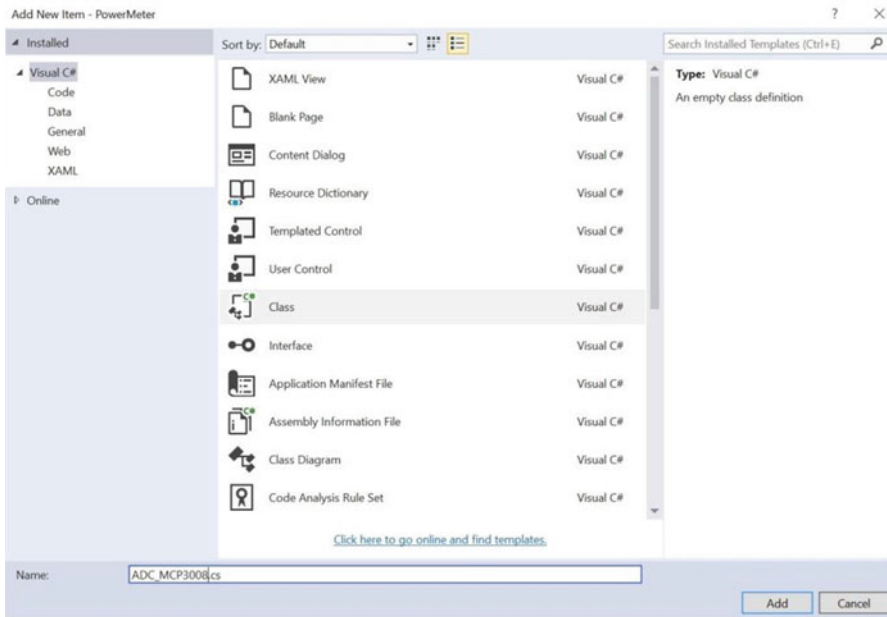 Add New Item - PowerMeter
? ×
Installed
Sort by: Default
Search Installed Templates (Ctrl+E)
Visual C#
Code
Data
General
Web
XAML
Online
XAML View Visual C#
Blank Page Visual C#
Content Dialog Visual C#
Resource Dictionary Visual C#
Templated Control Visual C#
User Control Visual C#
Class Visual C#
Interface Visual C#
Application Manifest File Visual C#
Assembly Information File Visual C#
Class Diagram Visual C#
Code Analysis Rule Set Visual C#
Click here to go online and find templates.
Type: Visual C#
An empty class definition
Name: ADC_MCP3008.cs
Add Cancel